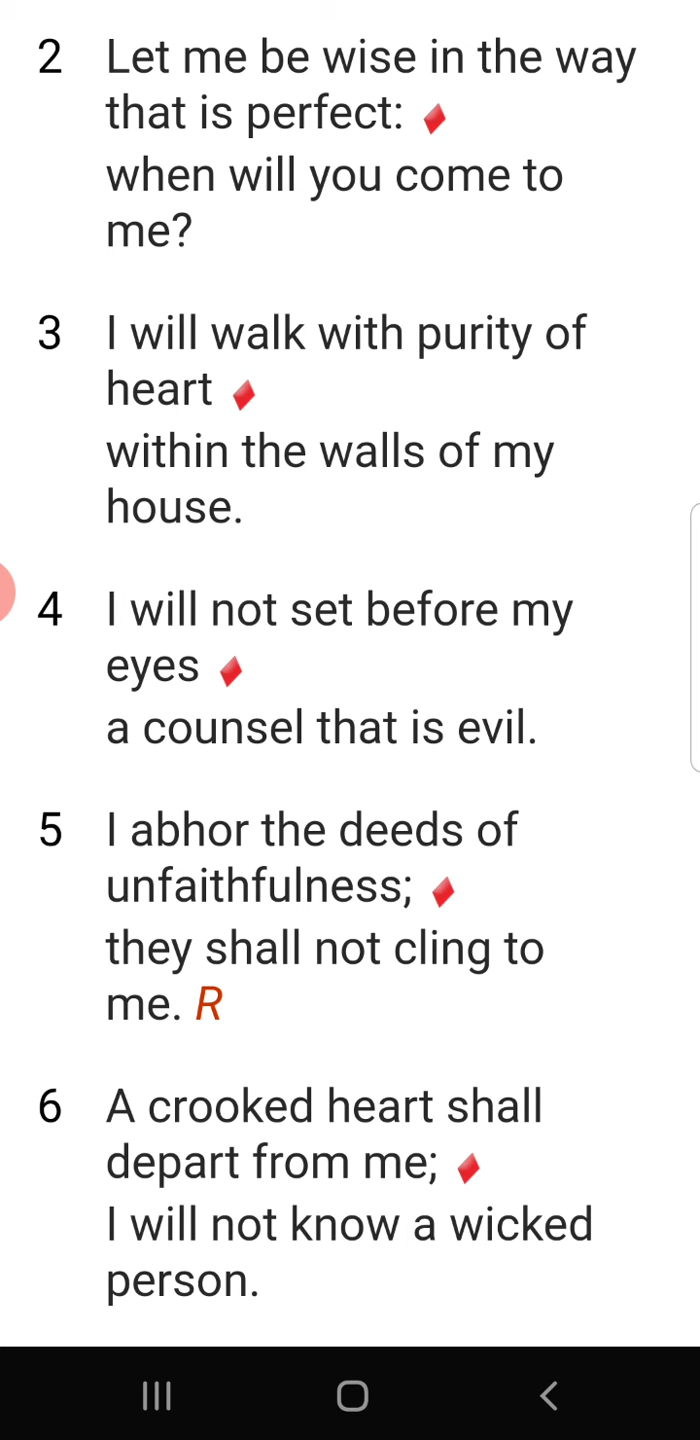 2 Let me be wise in the way
that is perfect: ♦
when will you come to
me?
3 I will walk with purity of
heart ♦
within the walls of my
house.
4 I will not set before my
eyes ♦
a counsel that is evil.
5 I abhor the deeds of
unfaithfulness; ♦
they shall not cling to
me. R
6 A crooked heart shall
depart from me; ♦
I will not know a wicked
person.